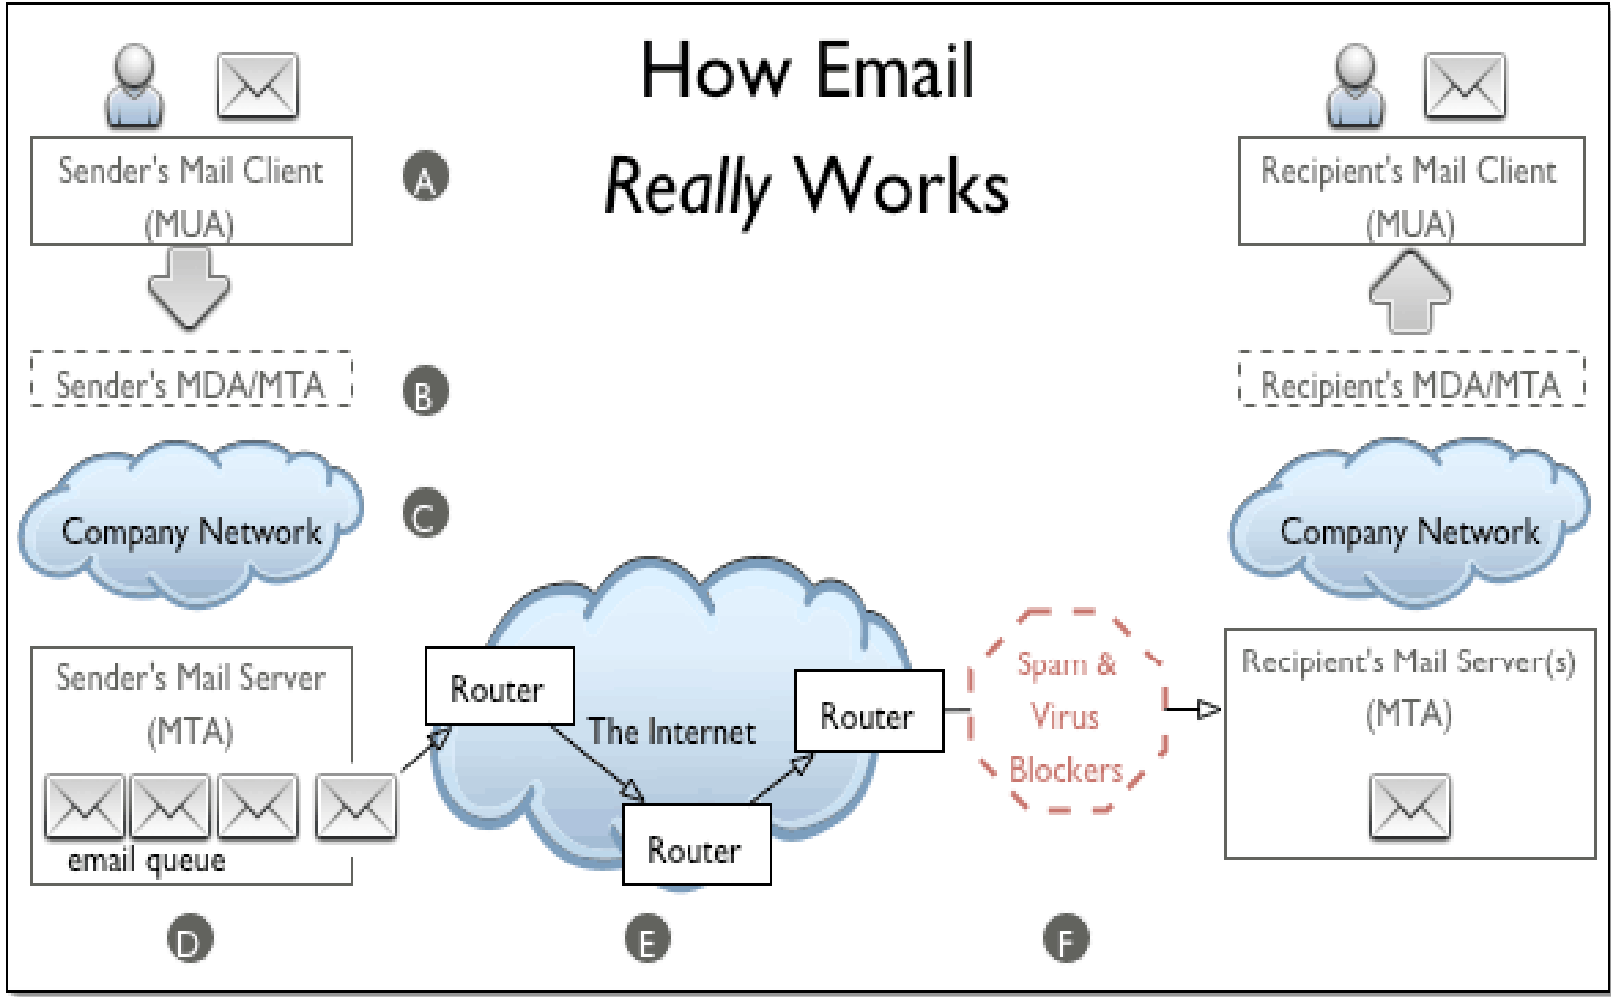 How Email
Really Works
Sender's Mail Client
(MUA)
A
Recipient's Mail Client
(MUA)
Sender's MDA/MTA
B
Recipient's MDA/MTA
Company Network
C
Company Network
Sender's Mail Server
(MTA)
email queue
Router
The Internet
Router
Router
Spam &
Virus
Blockers
Recipient's Mail Server(s)
(MTA)
D
E
F